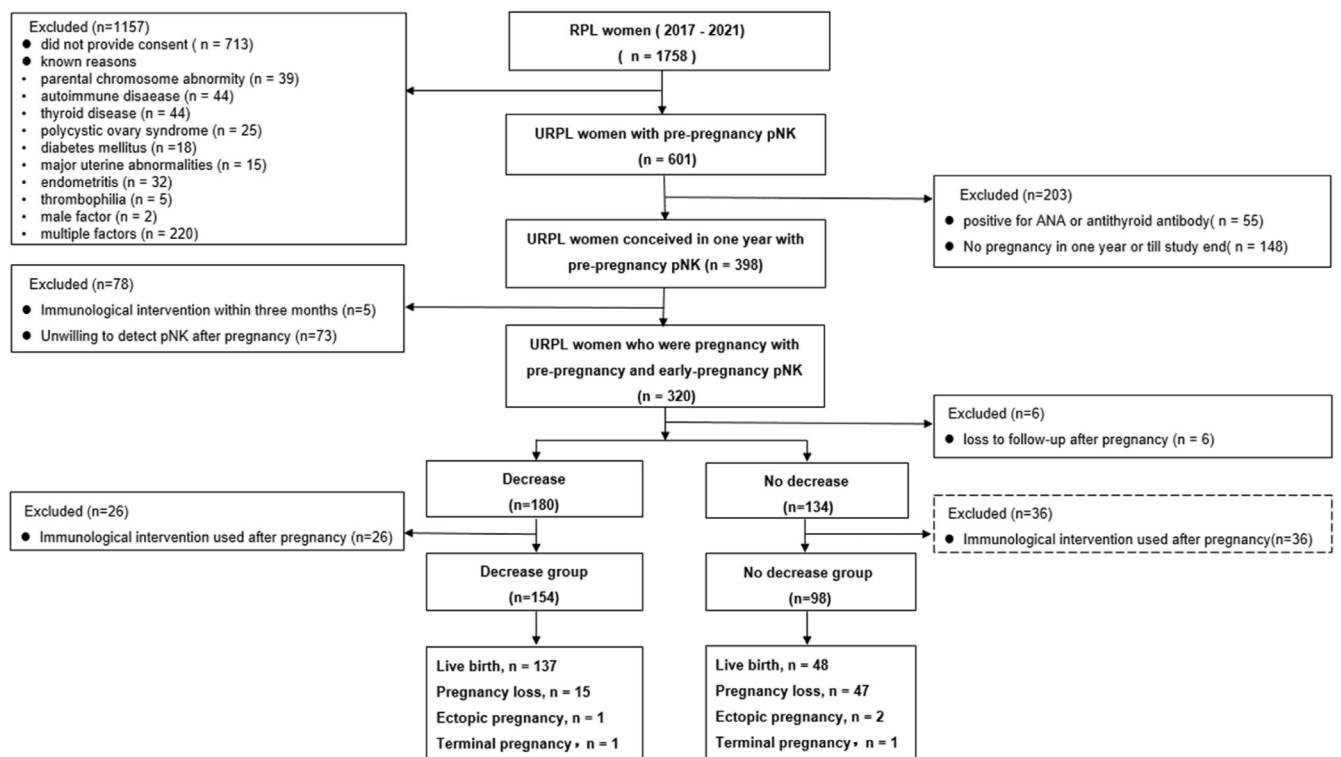 RPL women ( 2017 - 2021)
( n = 1758 )
Excluded (n=1157)
● did not provide consent ( n = 713)
● known reasons
• parental chromosome abnormity (n = 39)
• autoimmune disaease (n = 44)
• thyroid disease (n = 44)
• polycystic ovary syndrome (n = 25)
• diabetes mellitus (n =18)
• major uterine abnormalities (n = 15)
• endometritis (n = 32)
• thrombophilia (n = 5)
• male factor (n = 2)
• multiple factors (n = 220)
URPL women with pre-pregnancy pNK
(n = 601)
Excluded (n=203)
● positive for ANA or antithyroid antibody( n = 55)
● No pregnancy in one year or till study end( n = 148)
URPL women conceived in one year with
pre-pregnancy pNK (n = 398)
Excluded (n=78)
● Immunological intervention within three months (n=5)
● Unwilling to detect pNK after pregnancy (n=73)
URPL women who were pregnancy with
pre-pregnancy and early-pregnancy pNK
(n = 320)
Excluded (n=6)
● loss to follow-up after pregnancy (n = 6)
Decrease
(n=180)
No decrease
(n=134)
Excluded (n=26)
● Immunological intervention used after pregnancy (n=26)
Excluded (n=36)
● Immunological intervention used after pregnancy(n=36)
Decrease group
(n=154)
No decrease group
(n=98)
Live birth, n = 137
Pregnancy loss, n = 15
Ectopic pregnancy, n = 1
Terminal pregnancy，n = 1
Live birth, n = 48
Pregnancy loss, n = 47
Ectopic pregnancy, n = 2
Terminal pregnancy，n = 1